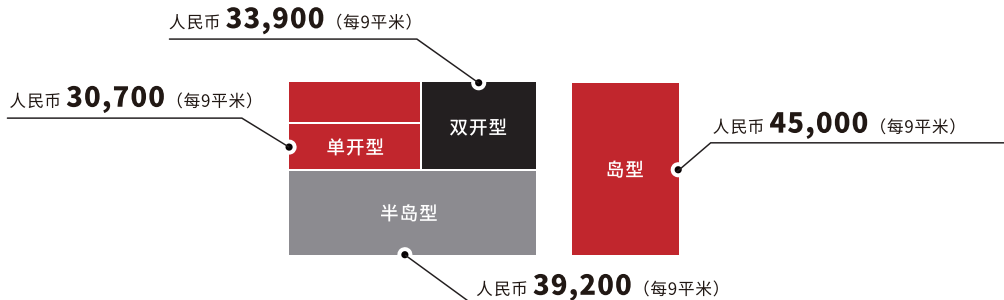 人民币 33,900（每9平米）
人民币 30,700（每9平米）
双开型
单开型
人民币 45,000（每9平米）
岛型
半岛型
人民币 39,200（每9平米）